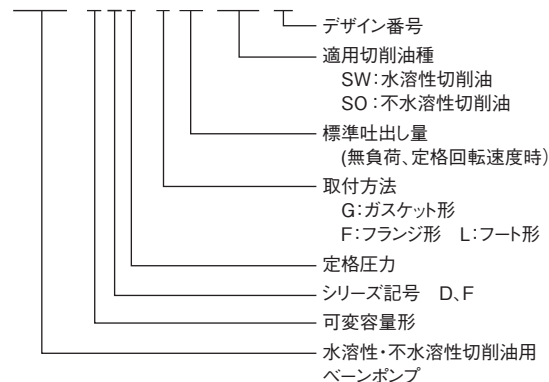 デザイン番号
適用切削油種
SW：水溶性切削油
SO：不水溶性切削油
標準吐出し量
(無負荷、定格回転速度時)
取付方法
G：ガスケット形
F：フランジ形　L：フート形
定格圧力
シリーズ記号　D、F
可変容量形
水溶性・不水溶性切削油用
ベーンポンプ